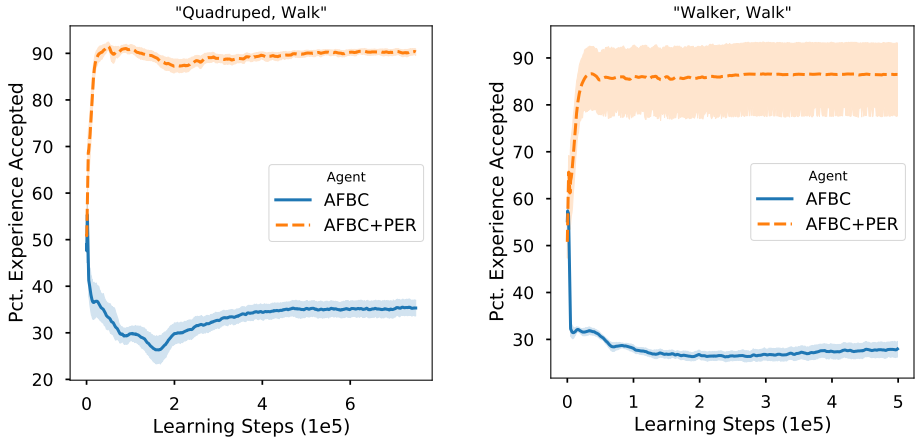 "Quadruped, Walk"
Pct. Experience Accepted
90
80
70
60
50
40
30
20
0 2 4 6
Learning Steps (1e5)
Agent
AFBC
AFBC+PER
"Walker, Walk"
Pct. Experience Accepted
90
80
70
60
50
40
30
0 1 2 3 4 5
Learning Steps (1e5)
Agent
AFBC
AFBC+PER